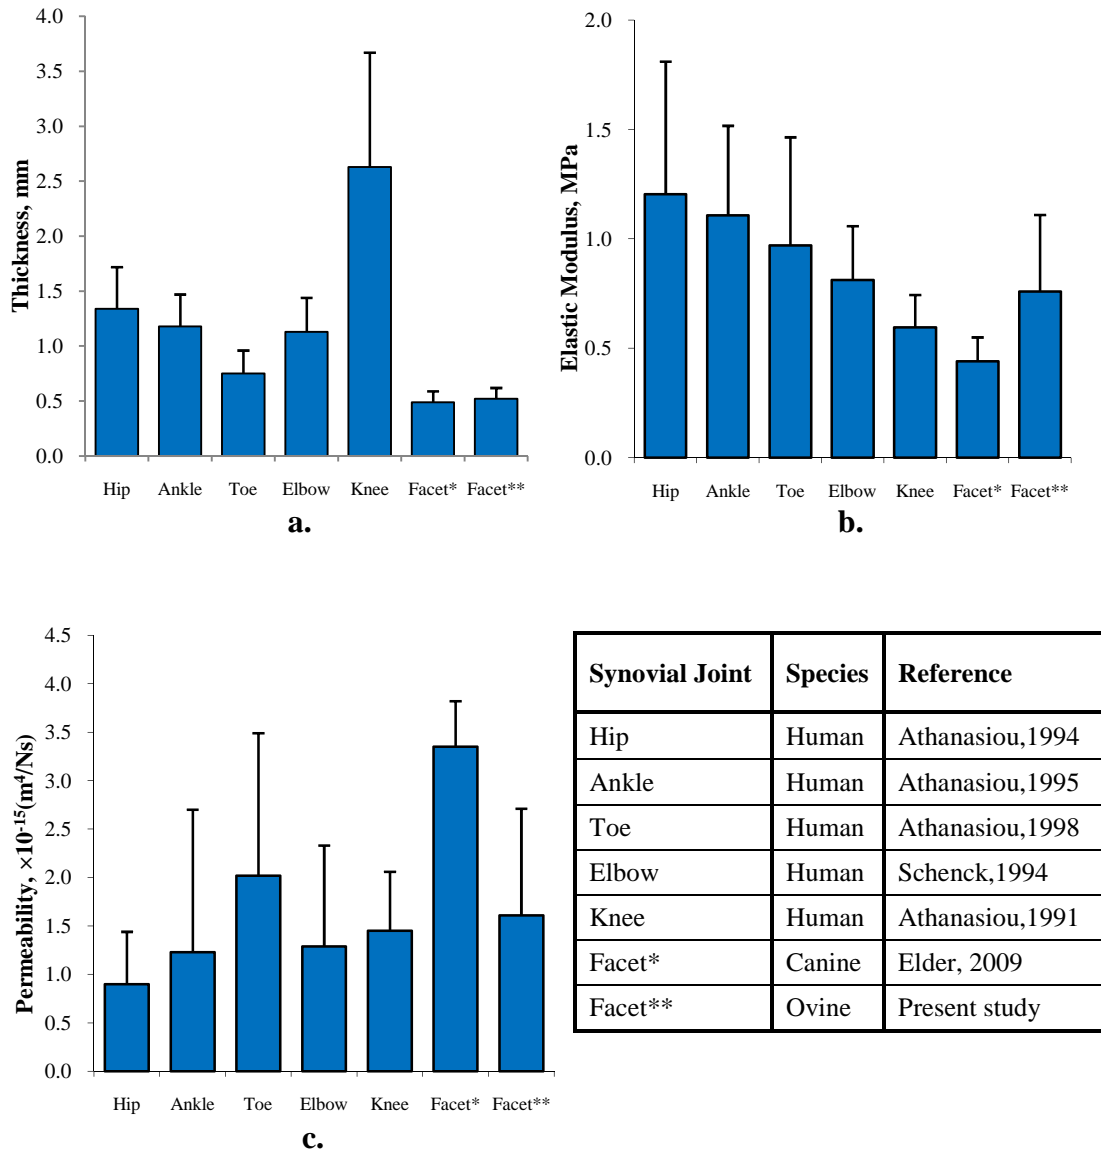 4.0
3.5
3.0
2.5
2.0
1.5
1.0
0.5
0.0
Thickness, mm
Hip Ankle Toe Elbow Knee Facet* Facet**
a.
2.0
1.5
1.0
0.5
0.0
Elastic Modulus, MPa
Hip Ankle Toe Elbow Knee Facet* Facet**
b.
4.5
4.0
3.5
3.0
2.5
2.0
1.5
1.0
0.5
0.0
Permeability, ×10⁻¹⁵(m⁴/Ns)
Hip Ankle Toe Elbow Knee Facet* Facet**
c.
Synovial Joint Species Reference
Hip Human Athanasiou,1994
Ankle Human Athanasiou,1995
Toe Human Athanasiou,1998
Elbow Human Schenck,1994
Knee Human Athanasiou,1991
Facet* Canine Elder, 2009
Facet** Ovine Present study